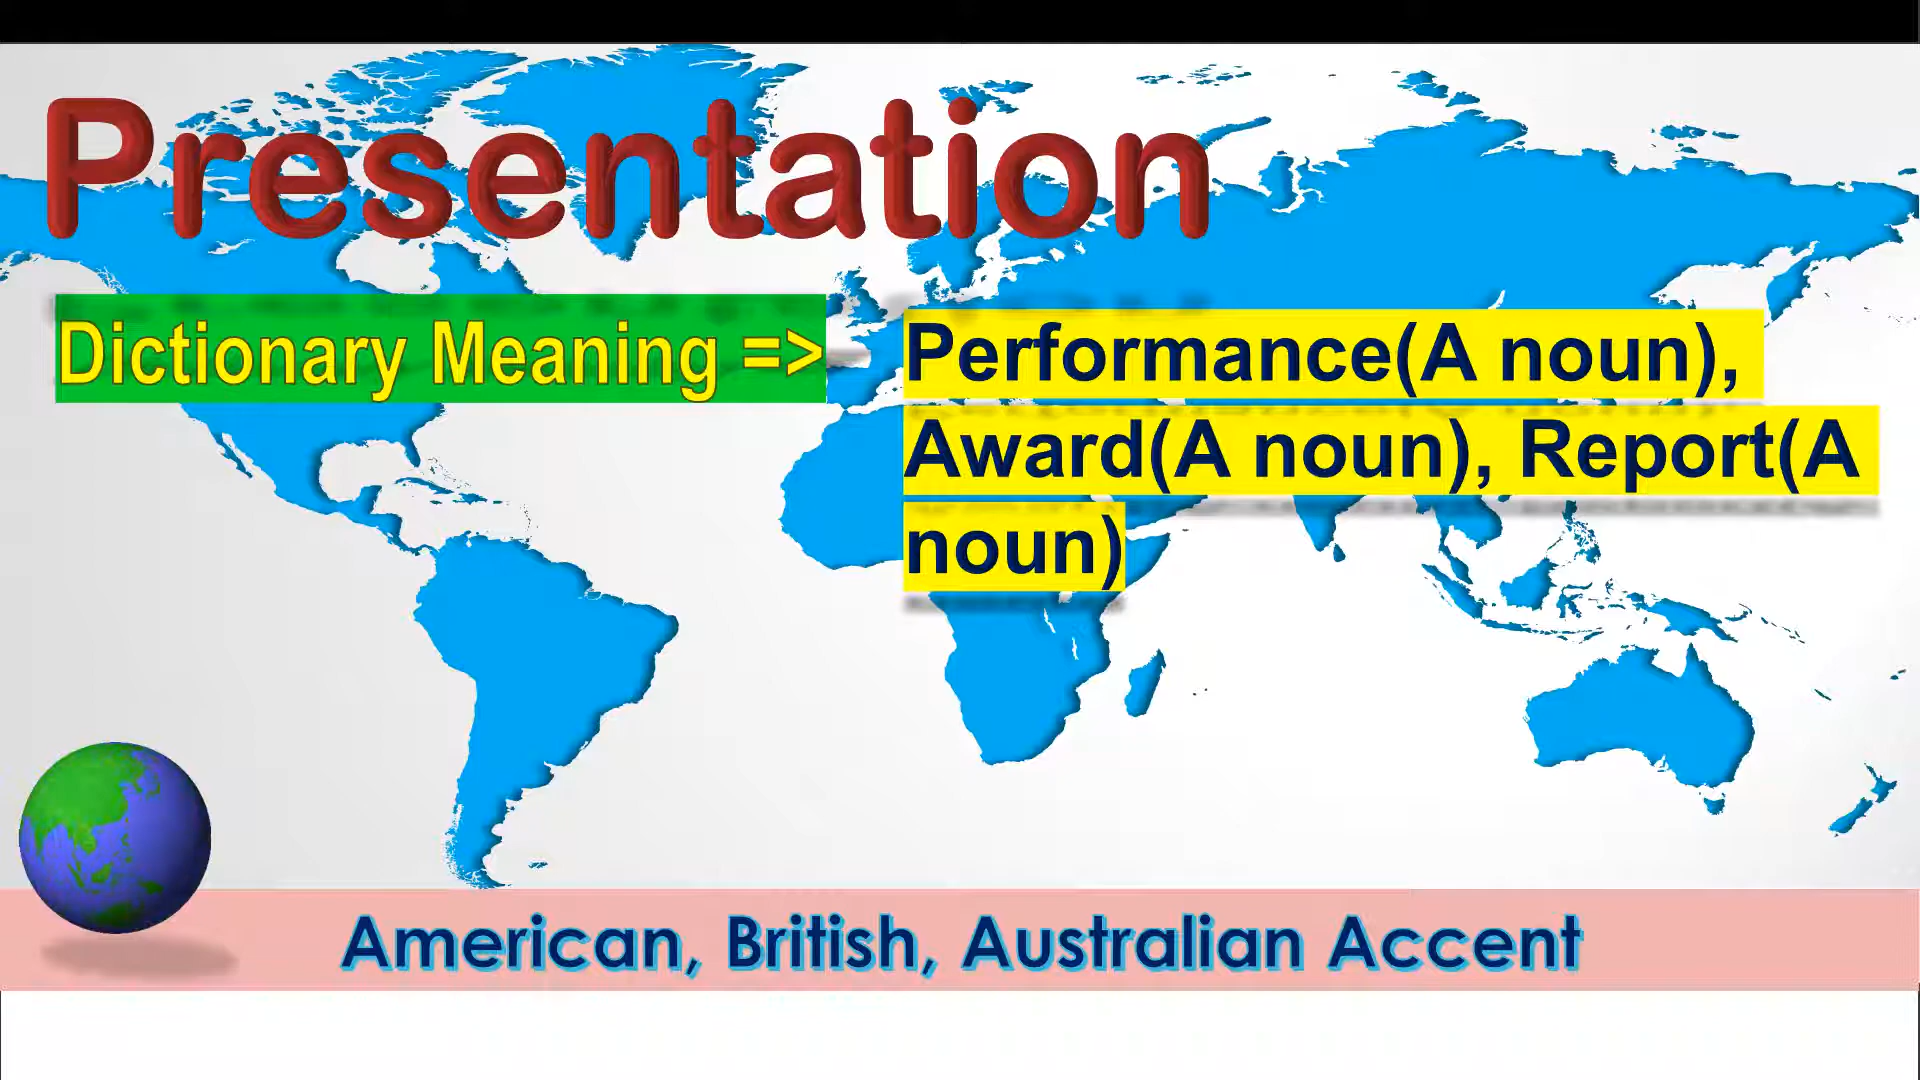 Presentation
Dictionary Meaning =>
Performance(A noun),
Award(A noun), Report(A
noun)
American, British, Australian Accent